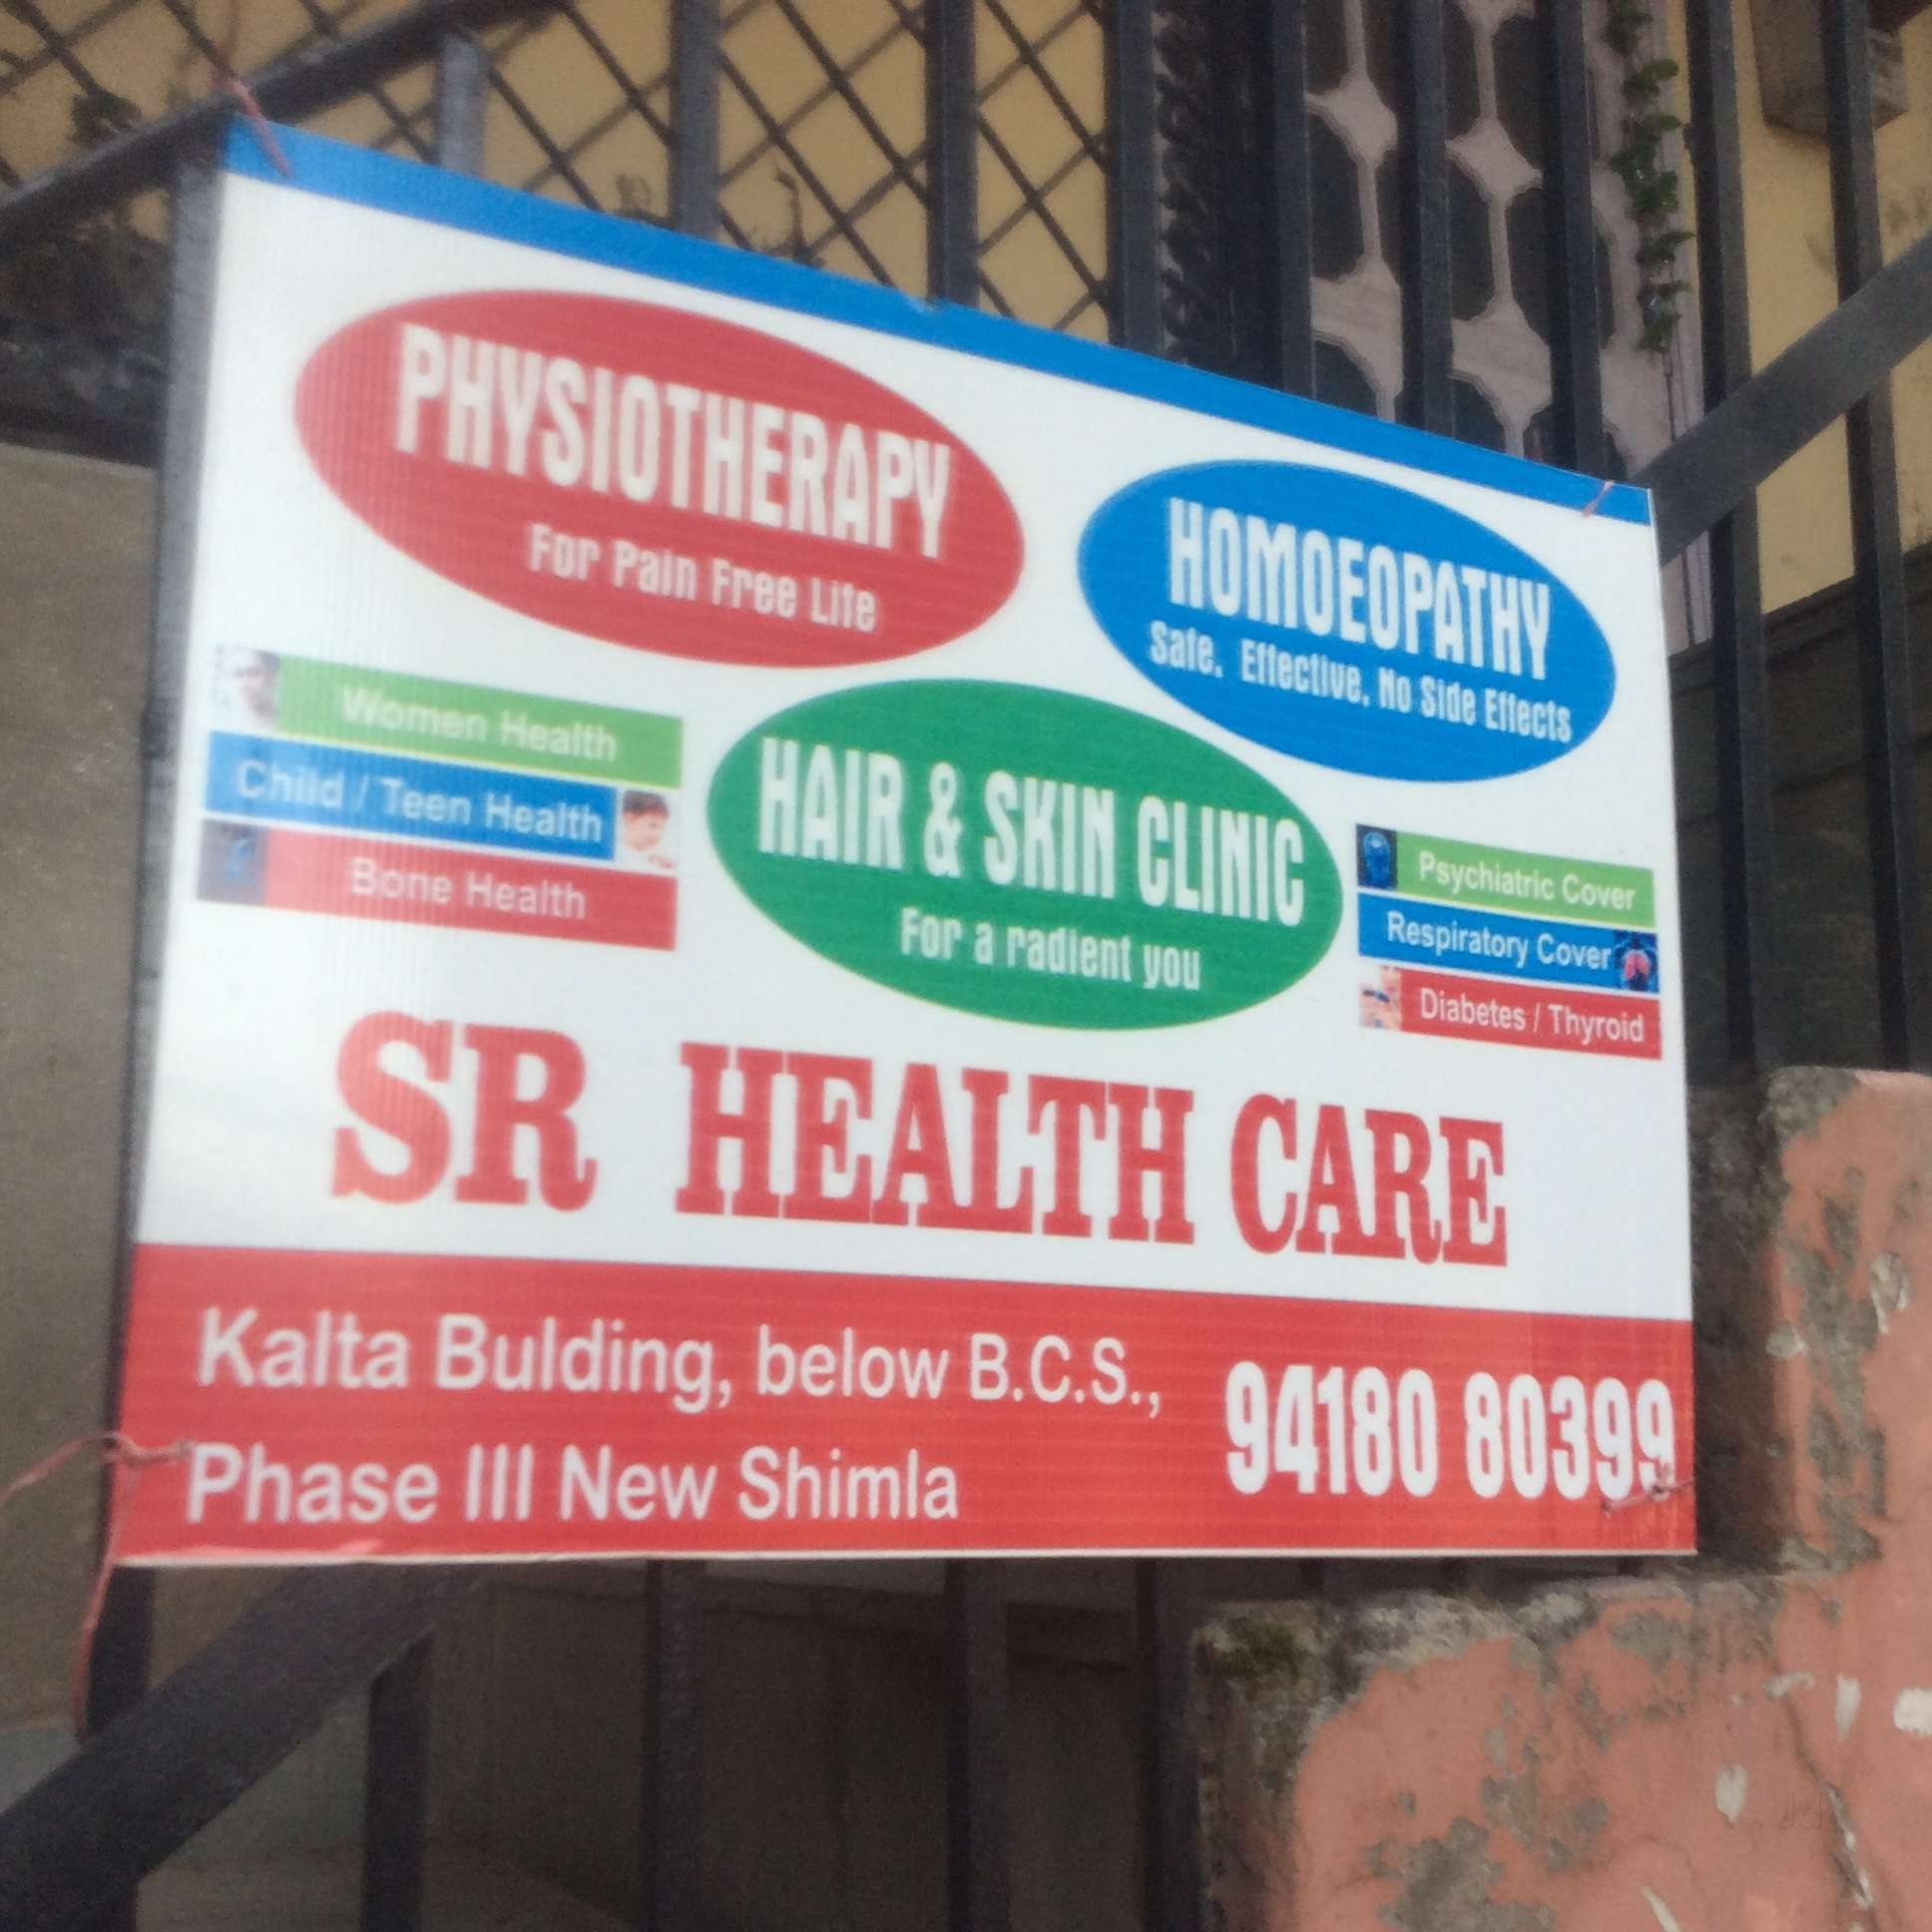 PHYSIOTHERAPY
For Pain Free Life
HOMOEOPATHY
Safe. Effective. No Side Effects
Women Health
Child / Teen Health
Bone Health
HAIR & SKIN CLINIC
For a radient you
Psychiatric Cover
Respiratory Cover
Diabetes / Thyroid
SR HEALTH CARE
Kalta Bulding, below B.C.S.,
Phase III New Shimla
94180 80399